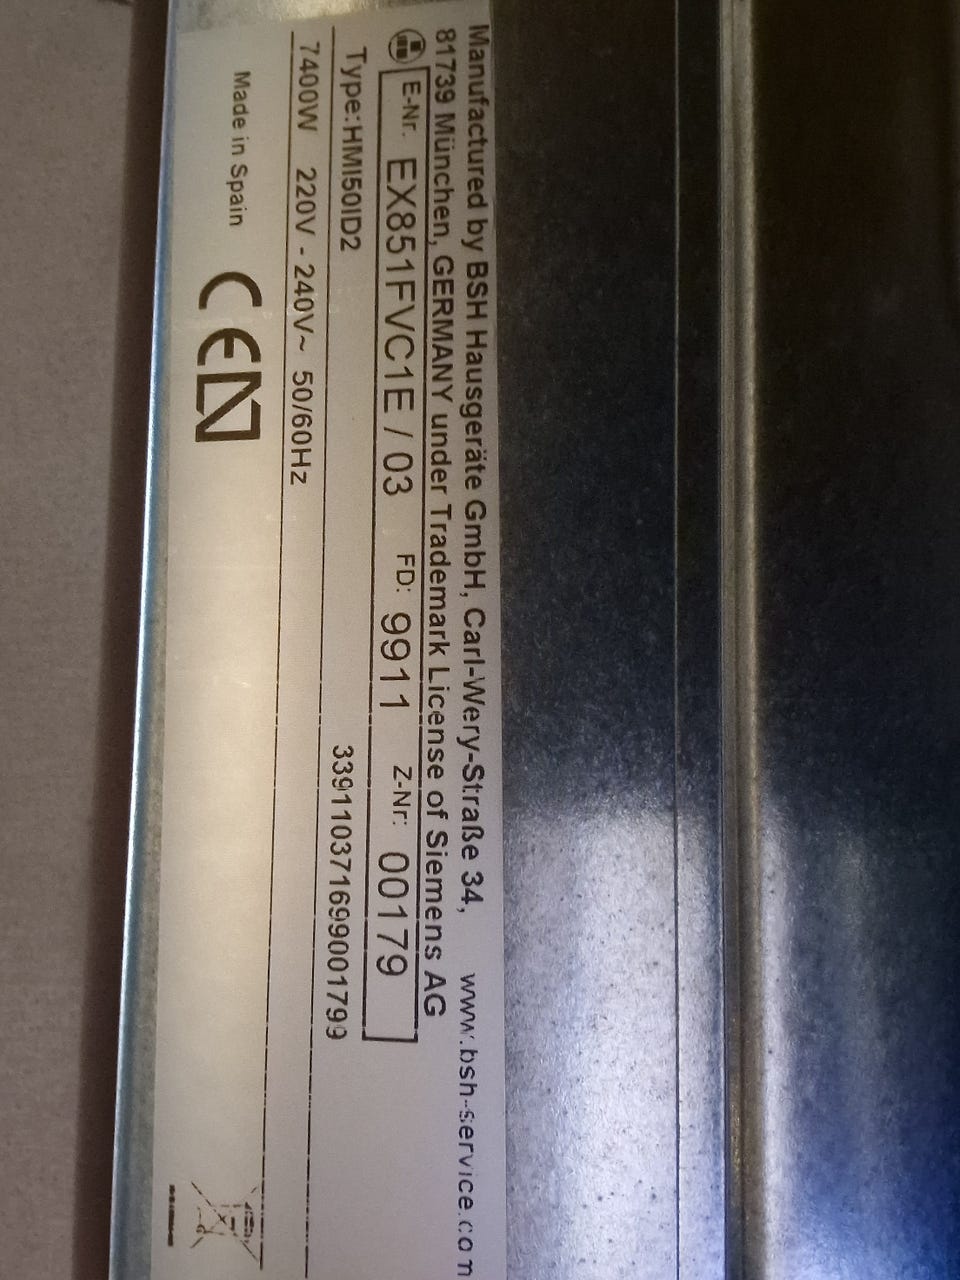 Manufactured by BSH Hausgeräte GmbH, Carl-Wery-Straße 34, www.bsh-service.com
81739 München, GERMANY under Trademark License of Siemens AG
E-Nr. EX851FVC1E / 03 FD: 9911 Z-Nr: 00179
Type:HMI50ID2 339110371699001799
7400W 220V - 240V~ 50/60Hz
Made in Spain CE